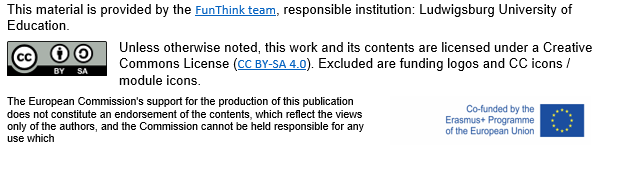 This material is provided by the FunThink team, responsible institution: Ludwigsburg University of
Education.
Unless otherwise noted, this work and its contents are licensed under a Creative
Commons License (CC BY-SA 4.0). Excluded are funding logos and CC icons /
module icons.
cc BY SA
The European Commission's support for the production of this publication
does not constitute an endorsement of the contents, which reflect the views
only of the authors, and the Commission cannot be held responsible for any
use which
Co-funded by the
Erasmus+ Programme
of the European Union